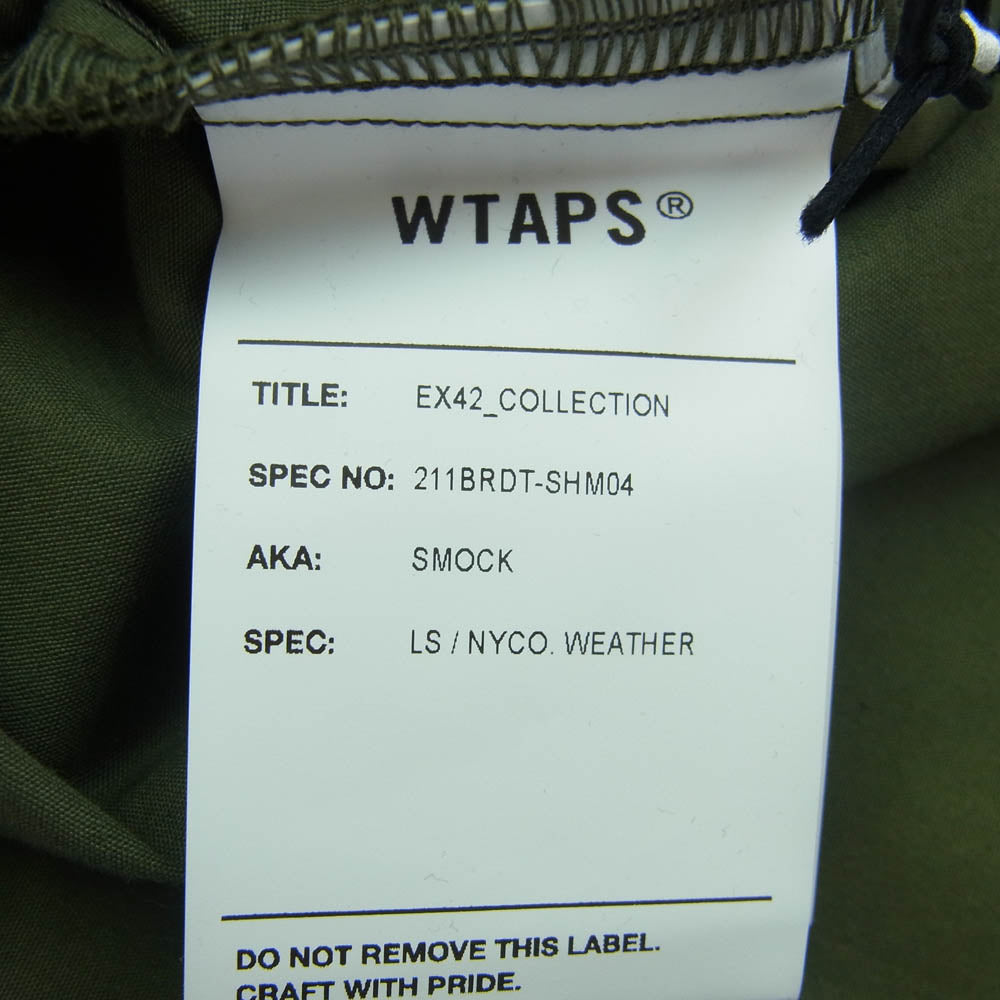 WTAPS®
TITLE: EX42_COLLECTION
SPEC NO: 211BRDT-SHM04
AKA: SMOCK
SPEC: LS / NYCO. WEATHER
DO NOT REMOVE THIS LABEL.
CRAFT WITH PRIDE.